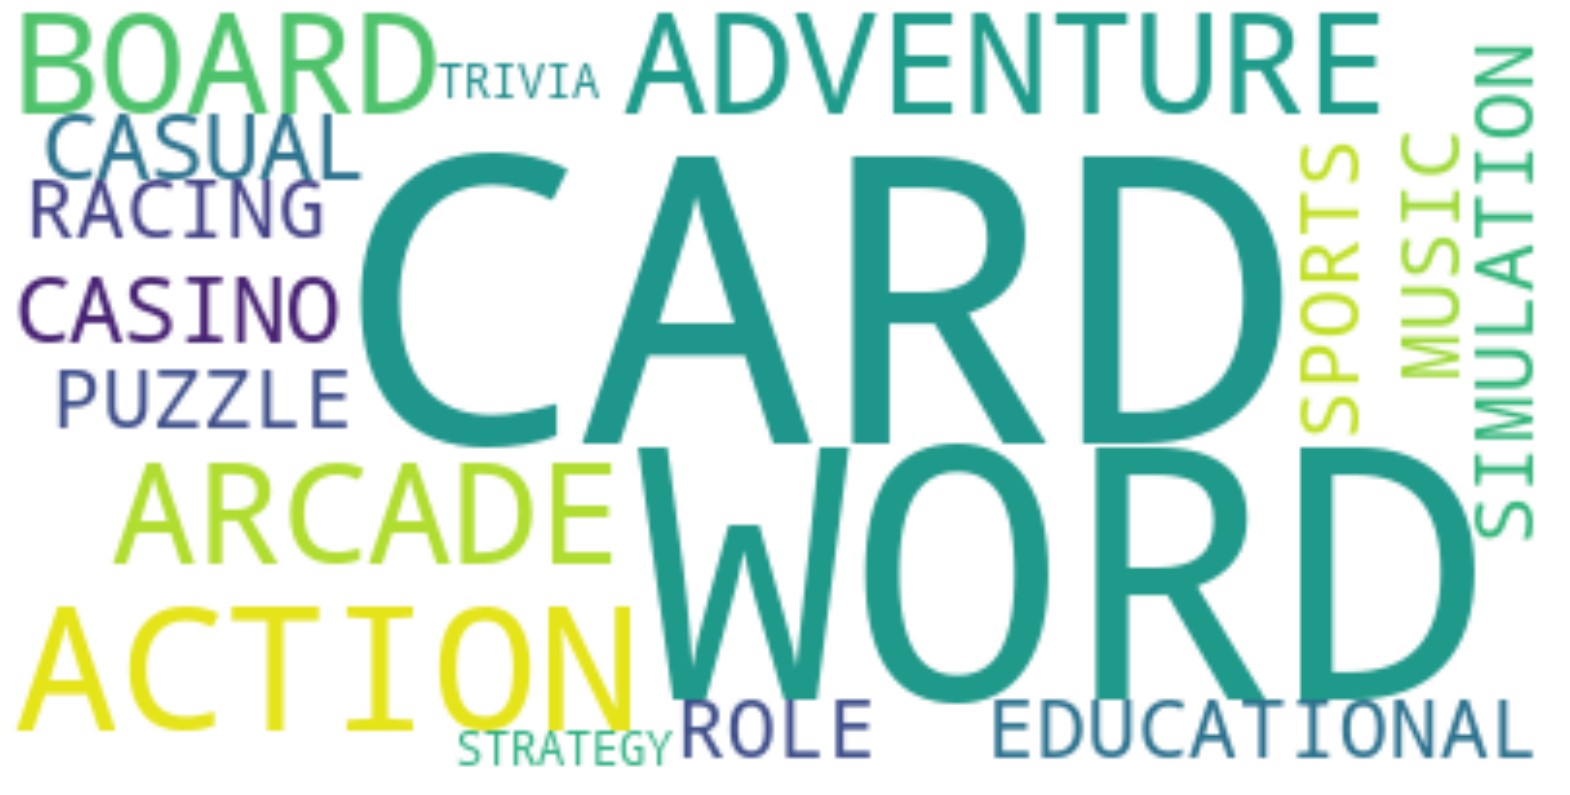 BOARD
TRIVIA
ADVENTURE
CASUAL
RACING
CARD
SPORTS
MUSIC
SIMULATION
CASINO
PUZZLE
ARCADE
WORD
ACTION
STRATEGY
ROLE
EDUCATIONAL